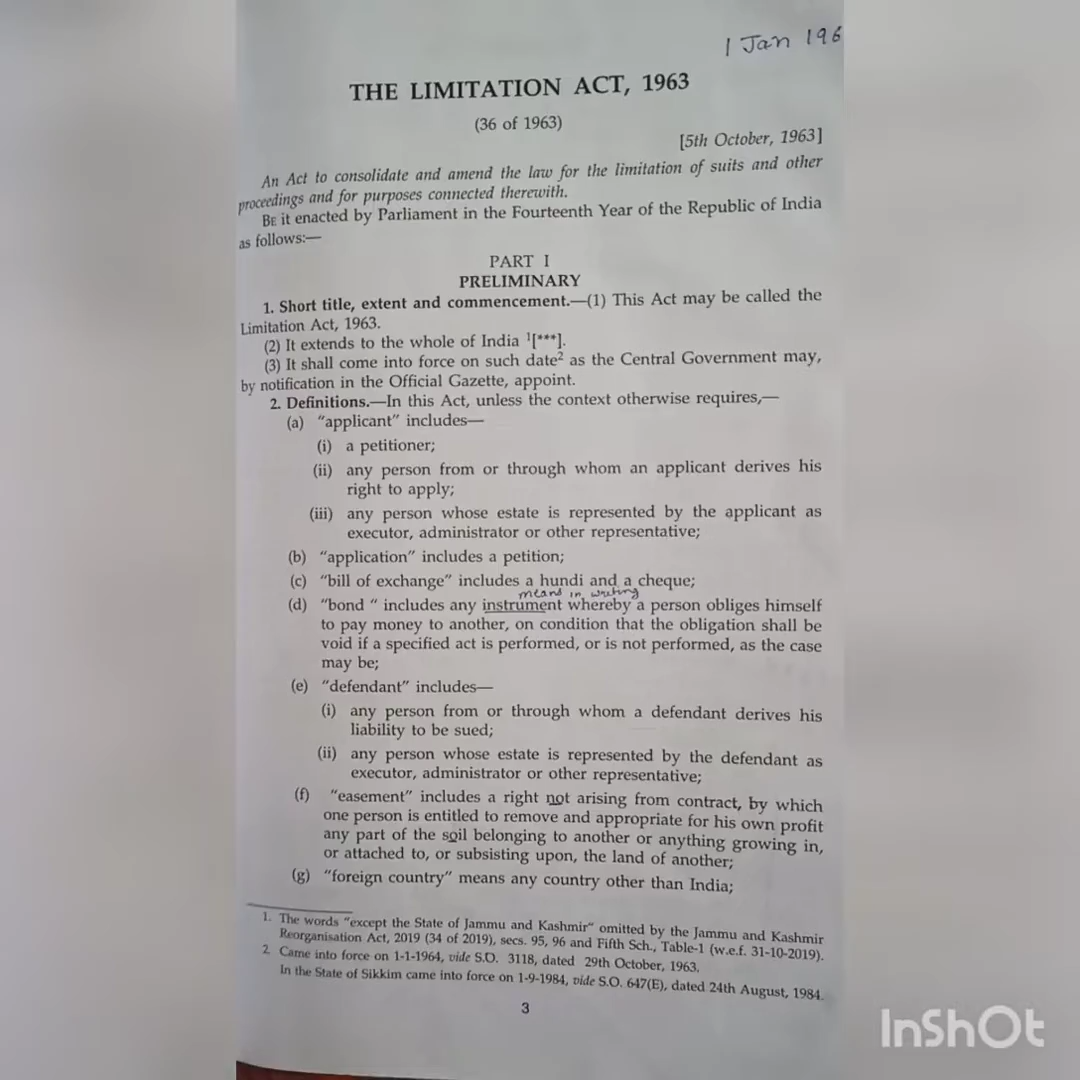 1 Jan 196
THE LIMITATION ACT, 1963
(36 of 1963)
[5th October, 1963]
An Act to consolidate and amend the law for the limitation of suits and other
proceedings and for purposes connected therewith.
BE it enacted by Parliament in the Fourteenth Year of the Republic of India
as follows:—
PART I
PRELIMINARY
1. Short title, extent and commencement.—(1) This Act may be called the
Limitation Act, 1963.
(2) It extends to the whole of India ¹[***].
(3) It shall come into force on such date² as the Central Government may,
by notification in the Official Gazette, appoint.
2. Definitions.—In this Act, unless the context otherwise requires,—
(a) "applicant" includes—
(i) a petitioner;
(ii) any person from or through whom an applicant derives his
right to apply;
(iii) any person whose estate is represented by the applicant as
executor, administrator or other representative;
(b) "application" includes a petition;
(c) "bill of exchange" includes a hundi and a cheque;
means in writing
(d) "bond " includes any instrument whereby a person obliges himself
to pay money to another, on condition that the obligation shall be
void if a specified act is performed, or is not performed, as the case
may be;
(e) "defendant" includes—
(i) any person from or through whom a defendant derives his
liability to be sued;
(ii) any person whose estate is represented by the defendant as
executor, administrator or other representative;
(f) "easement" includes a right not arising from contract, by which
one person is entitled to remove and appropriate for his own profit
any part of the soil belonging to another or anything growing in,
or attached to, or subsisting upon, the land of another;
(g) "foreign country" means any country other than India;
1. The words "except the State of Jammu and Kashmir" omitted by the Jammu and Kashmir
Reorganisation Act, 2019 (34 of 2019), secs. 95, 96 and Fifth Sch., Table-1 (w.e.f. 31-10-2019).
2. Came into force on 1-1-1964, vide S.O. 3118, dated 29th October, 1963.
In the State of Sikkim came into force on 1-9-1984, vide S.O. 647(E), dated 24th August, 1984.
3
InShOt